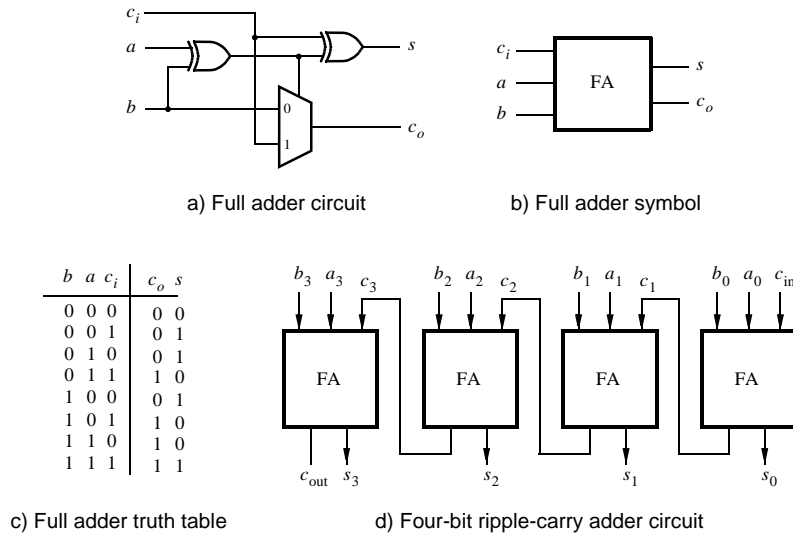 c_i
a
b
0
1
s
c_o
a) Full adder circuit
c_i
a
b
FA
s
c_o
b) Full adder symbol
b a c_i c_o s
0 0 0 0 0
0 0 1 0 1
0 1 0 0 1
0 1 1 1 0
1 0 0 0 1
1 0 1 1 0
1 1 0 1 0
1 1 1 1 1
c) Full adder truth table
b_3 a_3 c_3 b_2 a_2 c_2 b_1 a_1 c_1 b_0 a_0 c_in
FA FA FA FA
c_out s_3 s_2 s_1 s_0
d) Four-bit ripple-carry adder circuit